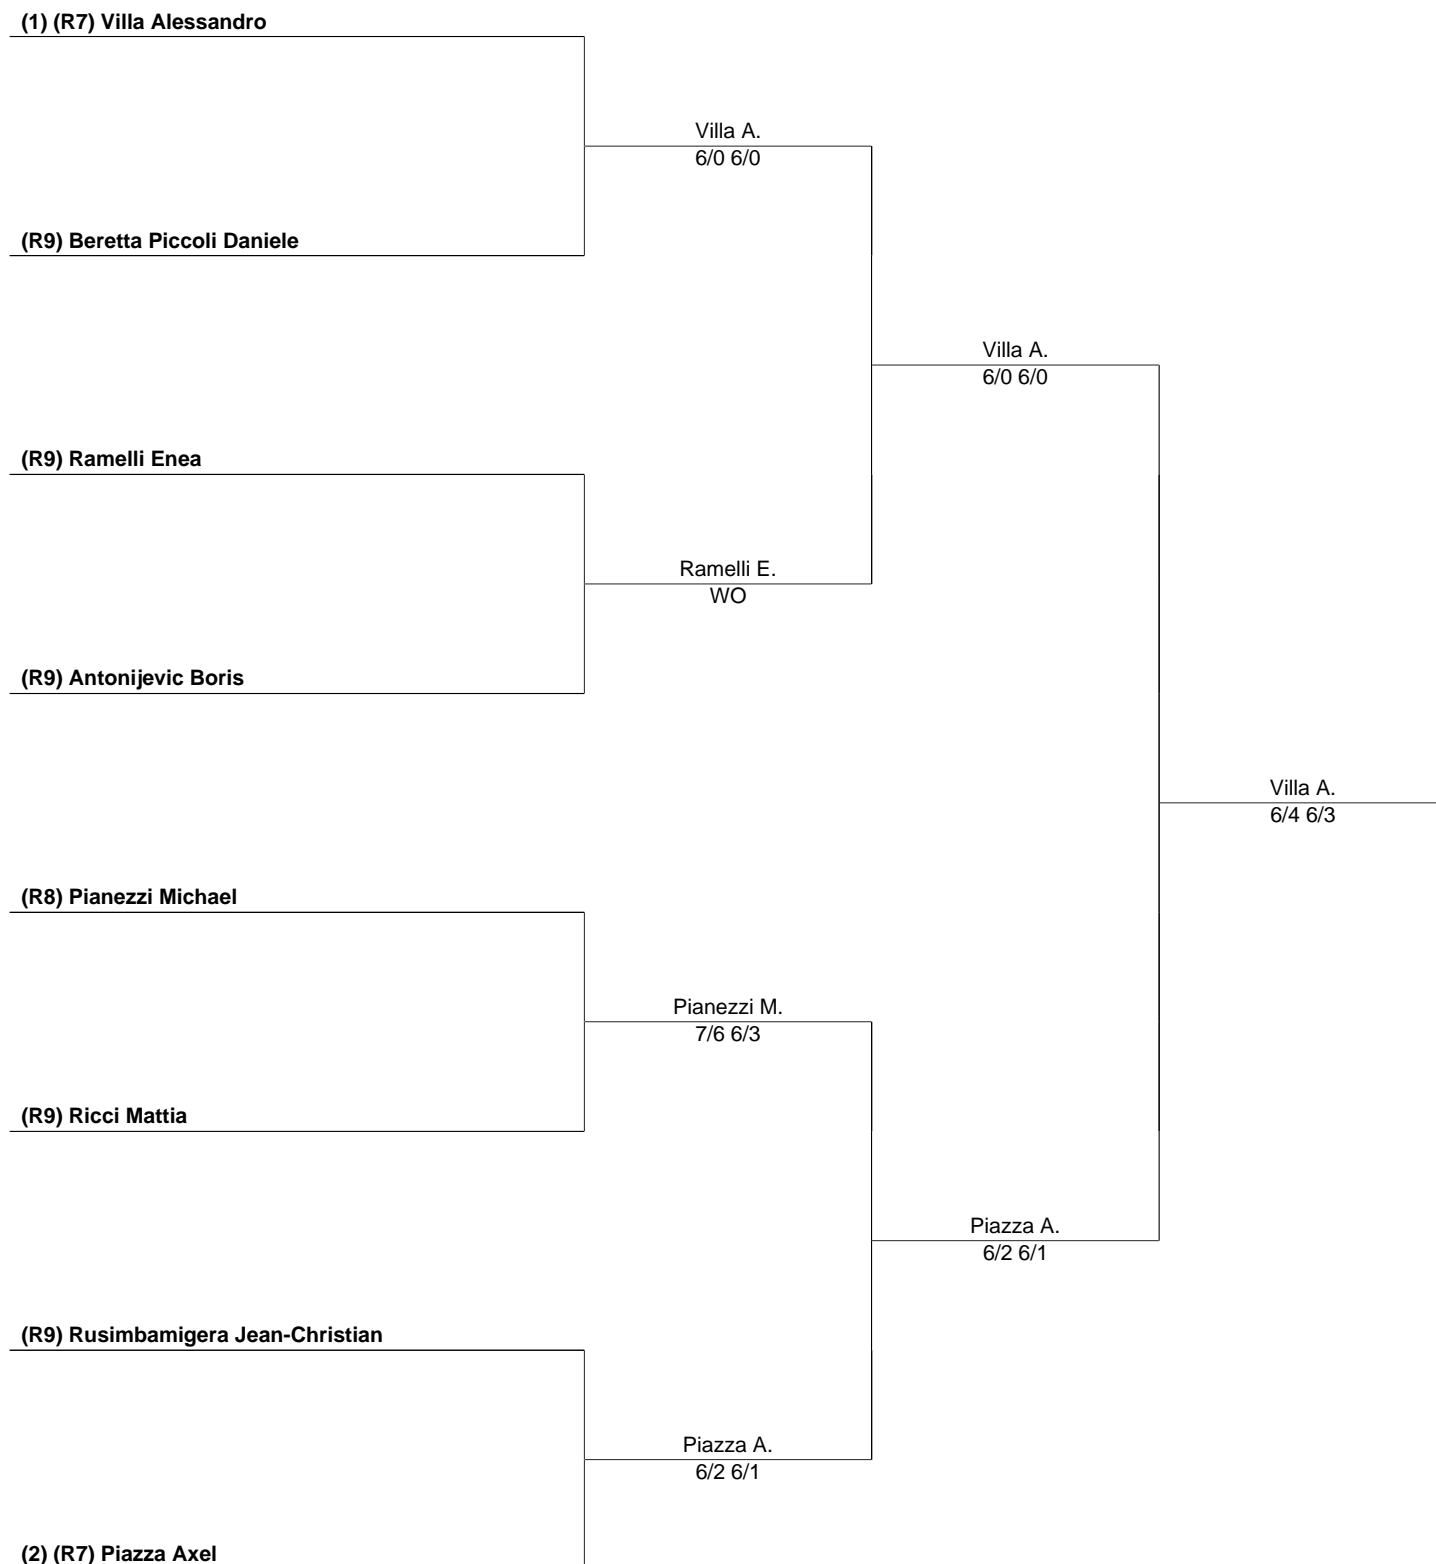 (1) (R7) Villa Alessandro
Villa A.
6/0 6/0
(R9) Beretta Piccoli Daniele
Villa A.
6/0 6/0
(R9) Ramelli Enea
Ramelli E.
WO
(R9) Antonijevic Boris
Villa A.
6/4 6/3
(R8) Pianezzi Michael
Pianezzi M.
7/6 6/3
(R9) Ricci Mattia
Piazza A.
6/2 6/1
(R9) Rusimbamigera Jean-Christian
Piazza A.
6/2 6/1
(2) (R7) Piazza Axel